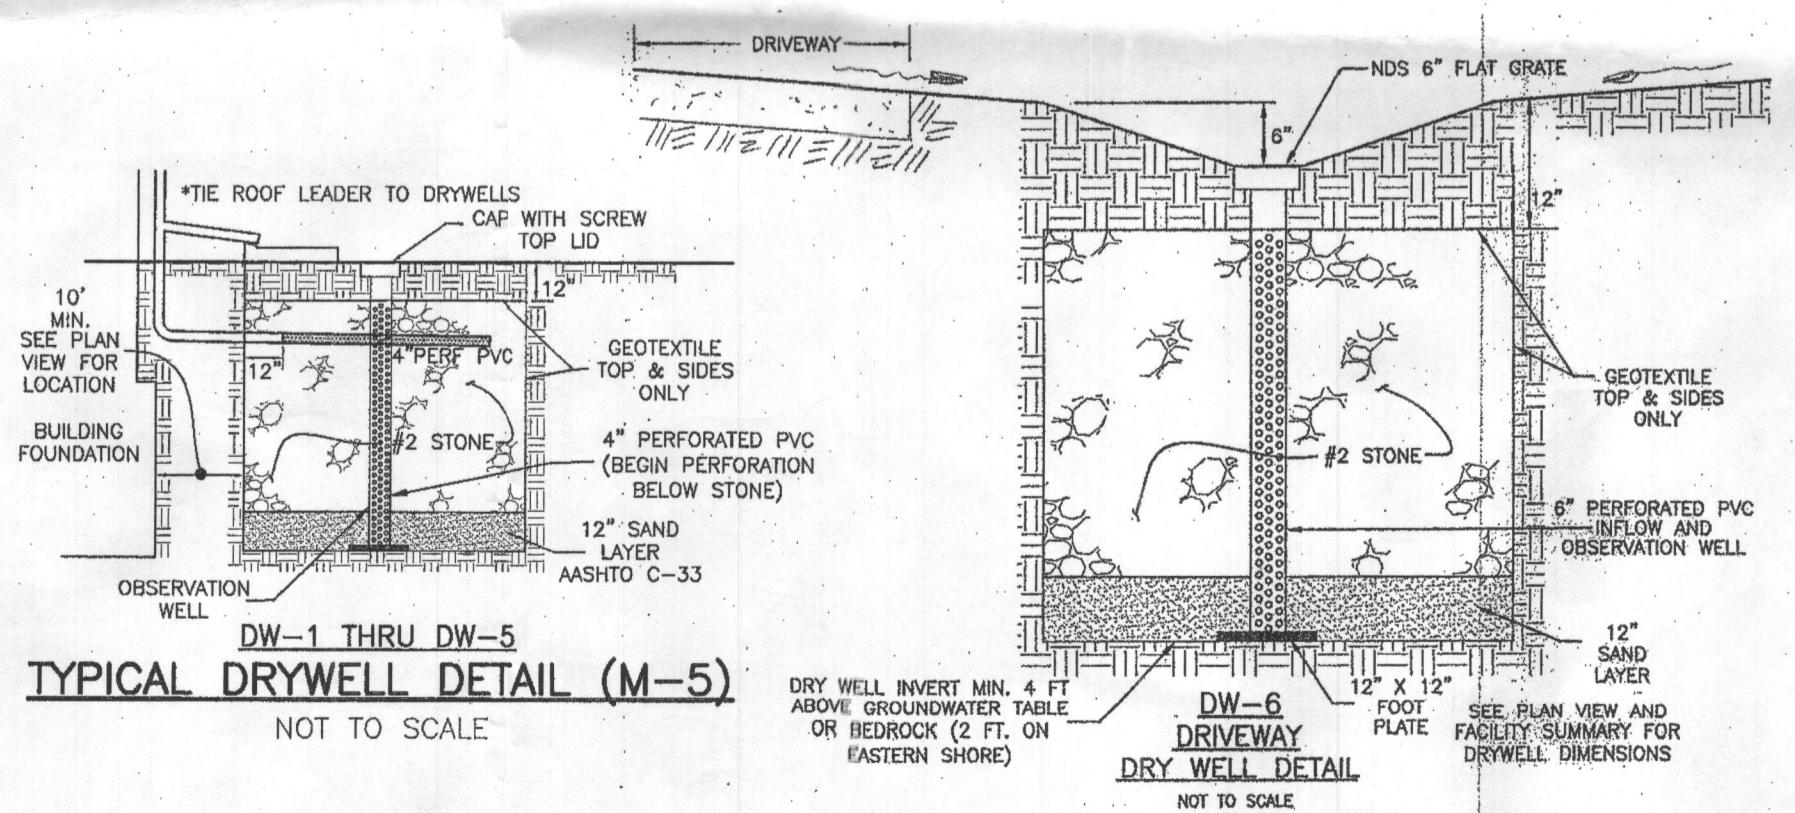 *TIE ROOF LEADER TO DRYWELLS
CAP WITH SCREW
TOP LID
12"
10'
MIN.
SEE PLAN
VIEW FOR
LOCATION
12"
4" PERF PVC
GEOTEXTILE
TOP & SIDES
ONLY
BUILDING
FOUNDATION
#2 STONE
4" PERFORATED PVC
(BEGIN PERFORATION
BELOW STONE)
12" SAND
LAYER
AASHTO C-33
OBSERVATION
WELL
DW-1 THRU DW-5
TYPICAL DRYWELL DETAIL (M-5)
NOT TO SCALE
DRIVEWAY
NDS 6" FLAT GRATE
6"
12"
GEOTEXTILE
TOP & SIDES
ONLY
#2 STONE
6" PERFORATED PVC
INFLOW AND
OBSERVATION WELL
12"
SAND
LAYER
12" X 12"
FOOT
PLATE
DRY WELL INVERT MIN. 4 FT
ABOVE GROUNDWATER TABLE
OR BEDROCK (2 FT. ON
EASTERN SHORE)
SEE PLAN VIEW AND
FACILITY SUMMARY FOR
DRYWELL DIMENSIONS
DW-6
DRIVEWAY
DRY WELL DETAIL
NOT TO SCALE